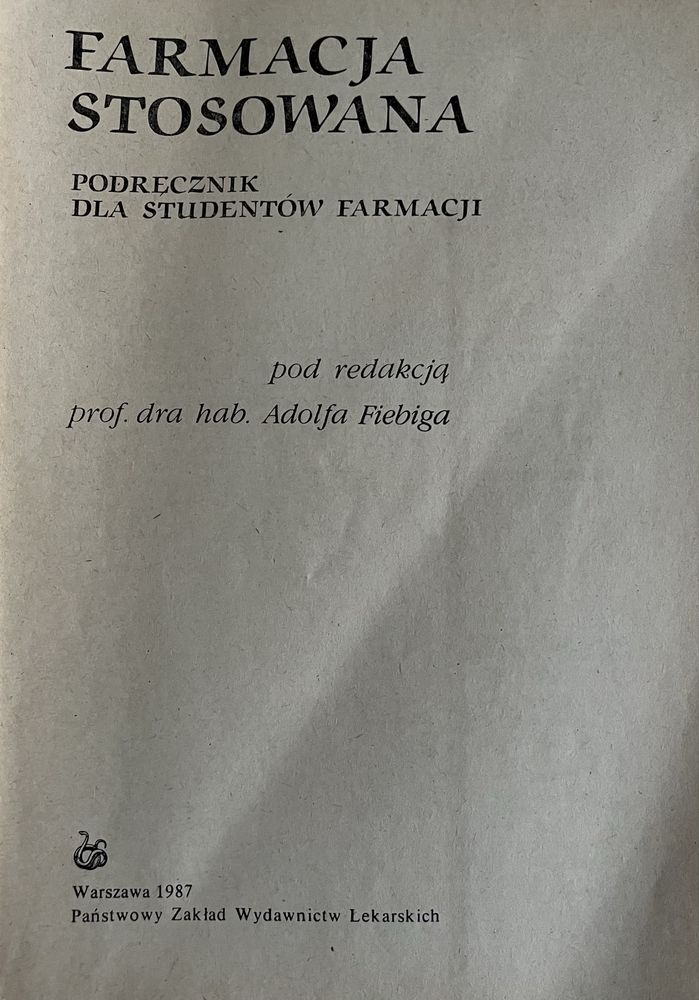 FARMACJA
STOSOWANA
PODRĘCZNIK
DLA STUDENTÓW FARMACJI
pod redakcją
prof. dra hab. Adolfa Fiebiga
Warszawa 1987
Państwowy Zakład Wydawnictw Lekarskich